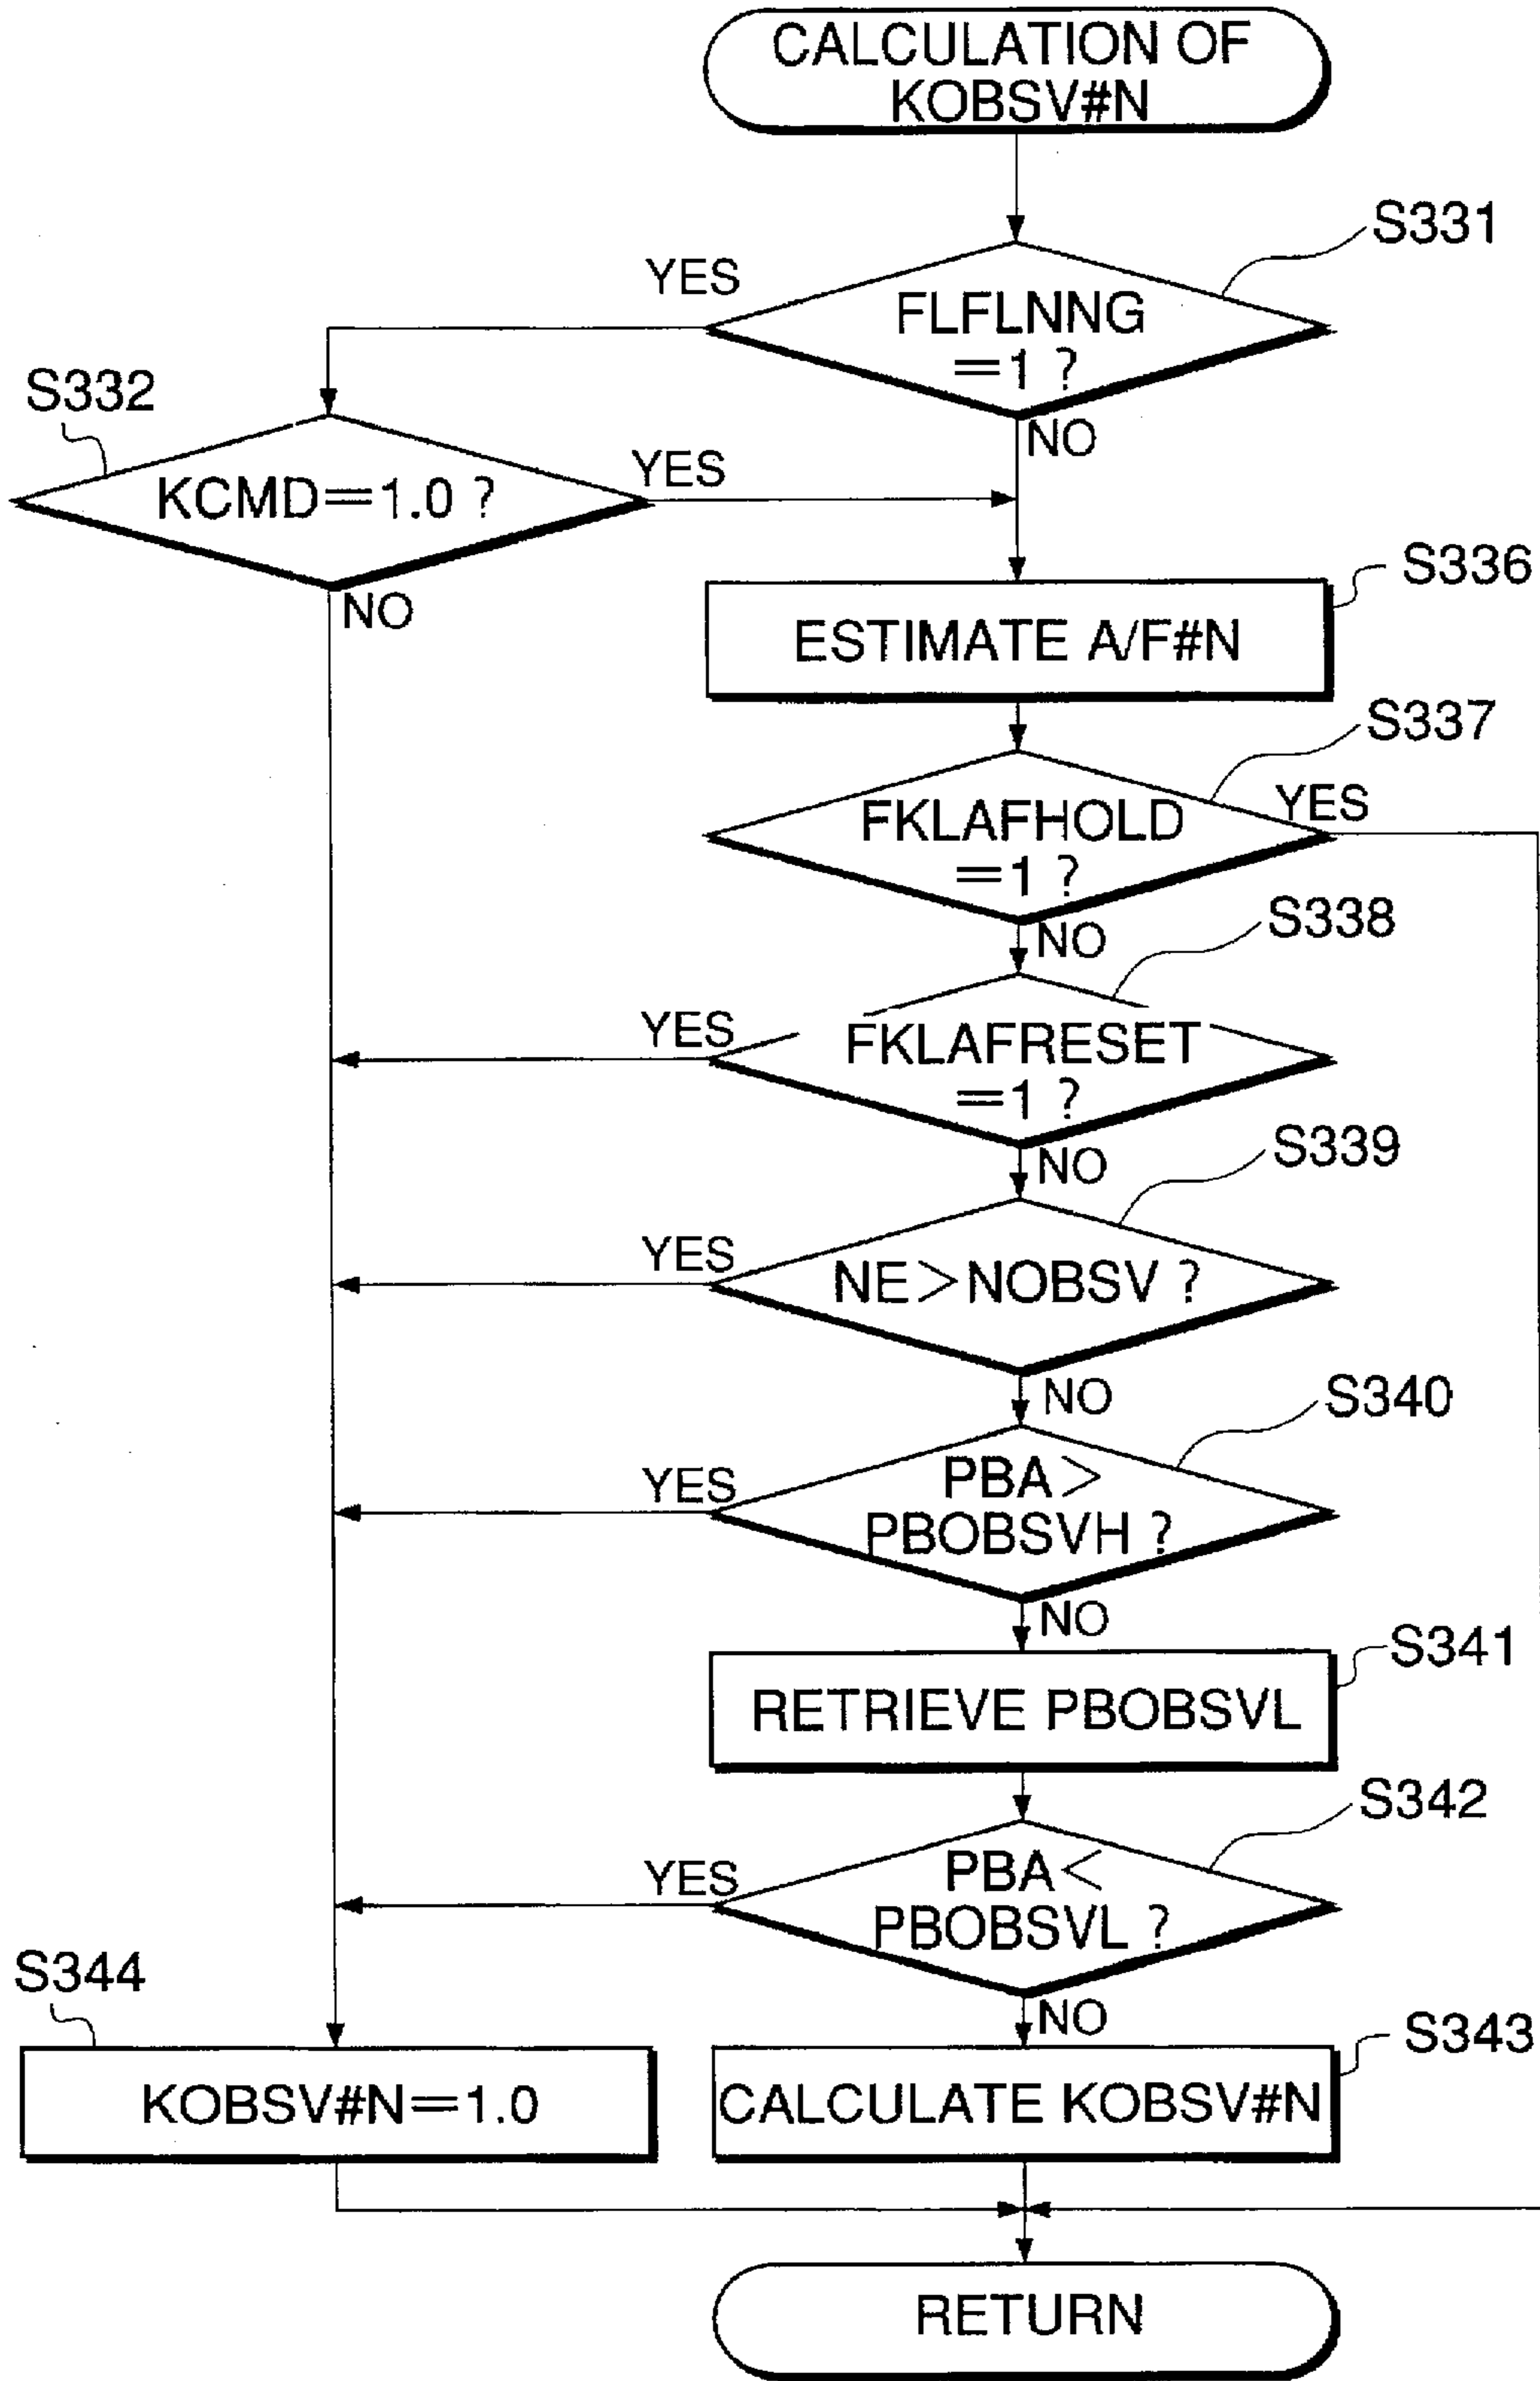 CALCULATION OF
KOBSV#N
S331
YES
FLFLNNG
=1 ?
NO
S332
KCMD=1.0 ?
YES
NO
S336
ESTIMATE A/F#N
S337
FKLAFHOLD
=1 ?
YES
NO
S338
YES
FKLAFRESET
=1 ?
NO
S339
YES
NE>NOBSV ?
NO
S340
YES
PBA>
PBOBSVH ?
NO
S341
RETRIEVE PBOBSVL
S342
YES
PBA<
PBOBSVL ?
NO
S344
KOBSV#N=1.0
S343
CALCULATE KOBSV#N
RETURN